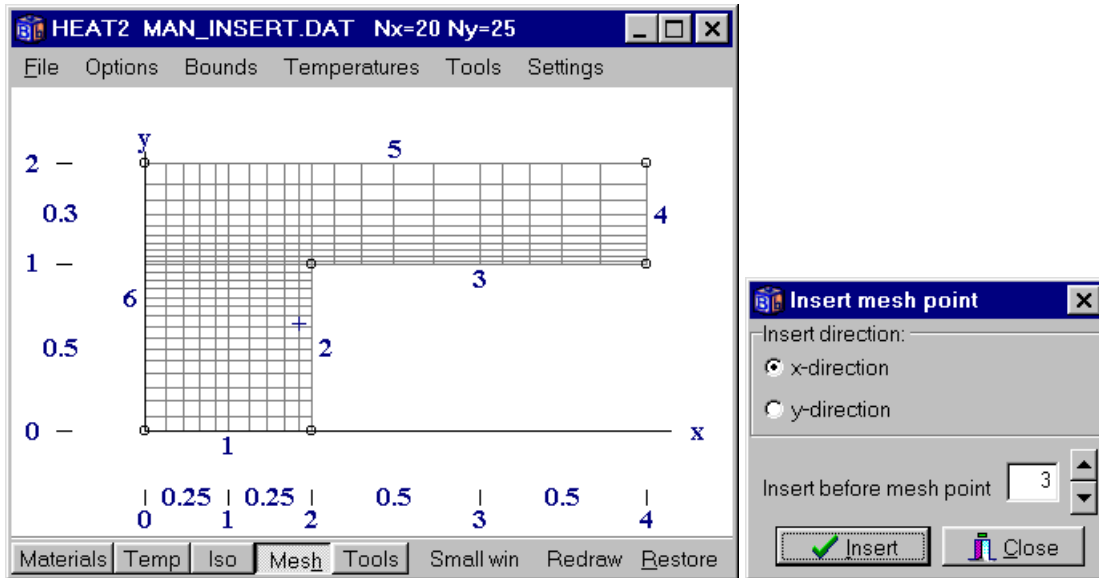 HEAT2 MAN_INSERT.DAT Nx=20 Ny=25
File Options Bounds Temperatures Tools Settings
y
2
5
0.3
4
1
3
6
0.5
2
0
x
1
0.25 0.25 0.5 0.5
0 1 2 3 4
Materials Temp Iso Mesh Tools Small win Redraw Restore
Insert mesh point
Insert direction:
x-direction
y-direction
Insert before mesh point 3
Insert Close